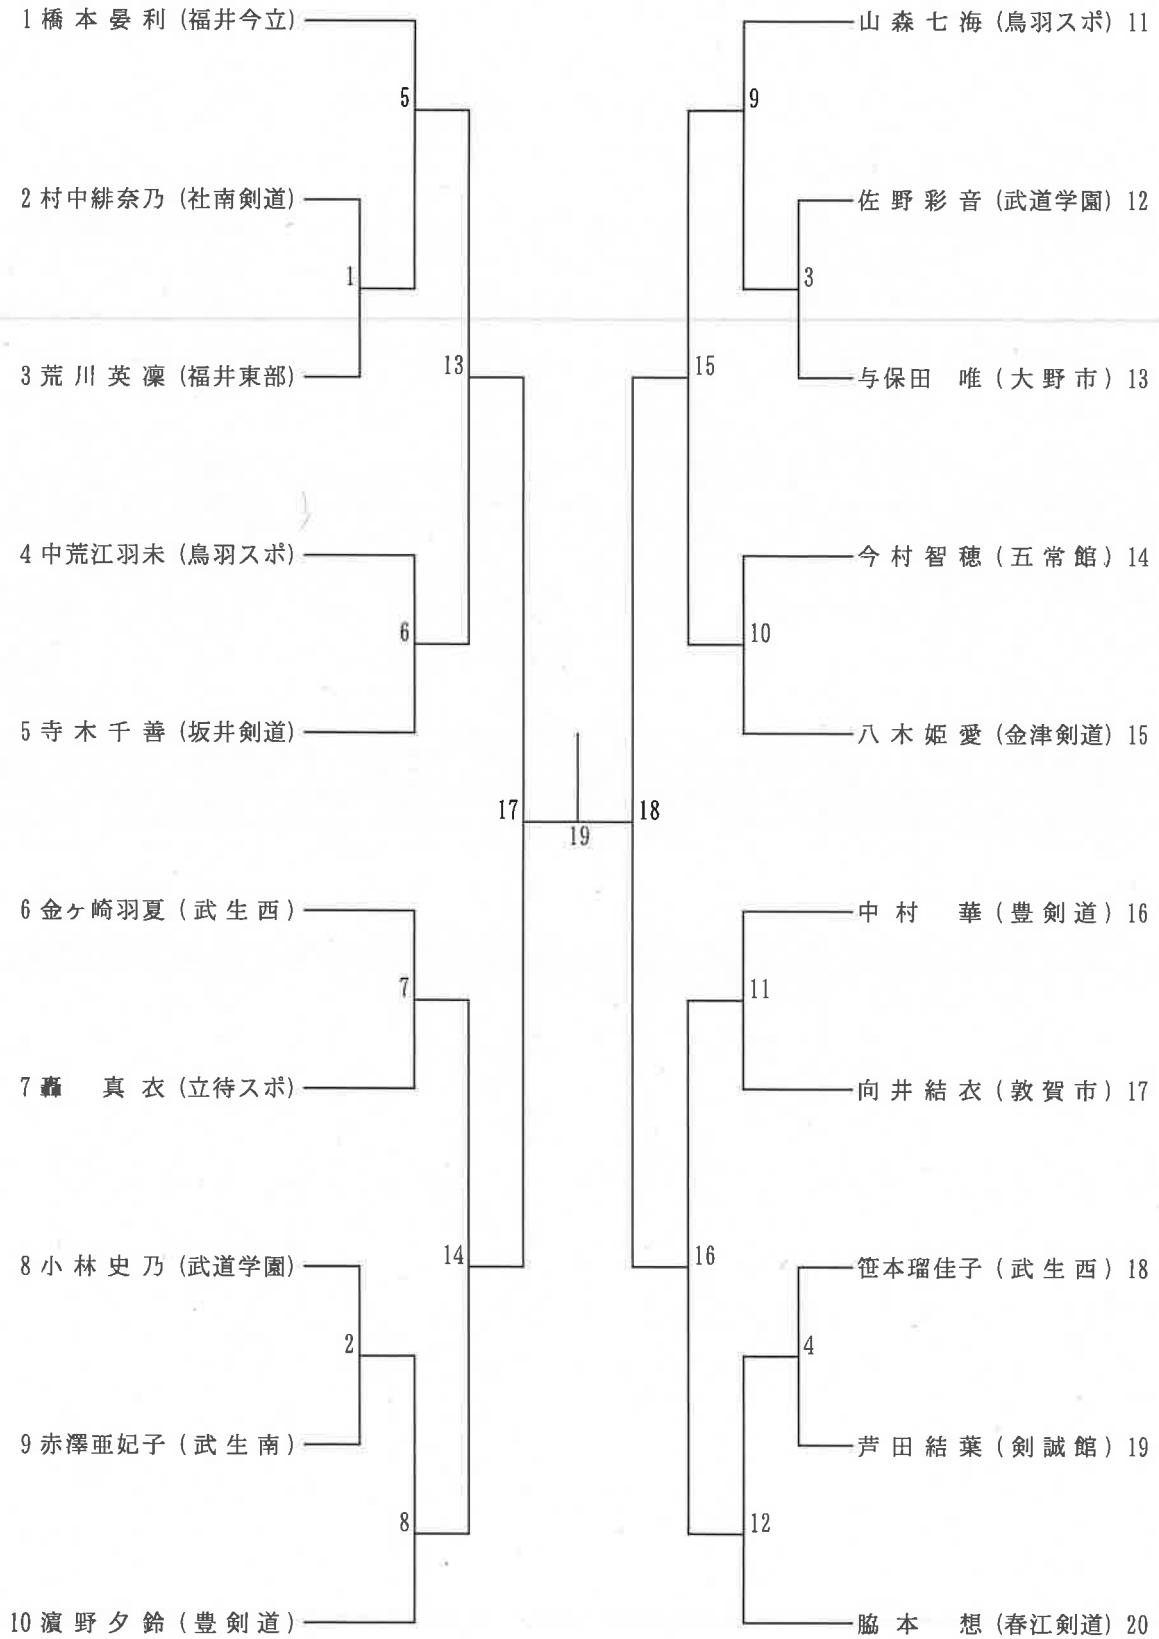 1 橋本晏利 (福井今立)
5
2 村中緋奈乃 (社南剣道)
1
3 荒川英凜 (福井東部)
13
4 中荒江羽未 (鳥羽スポ)
6
5 寺木千善 (坂井剣道)
17
6 金ヶ崎羽夏 (武生西)
7
7 轟 真衣 (立待スポ)
14
8 小林史乃 (武道学園)
2
9 赤澤亜妃子 (武生南)
8
10 濵野夕鈴 (豊剣道)
19
山森七海 (鳥羽スポ) 11
9
佐野彩音 (武道学園) 12
3
与保田 唯 (大野市) 13
15
今村智穂 (五常館) 14
10
八木姫愛 (金津剣道) 15
18
中村 華 (豊剣道) 16
11
向井結衣 (敦賀市) 17
16
笹本瑠佳子 (武生西) 18
4
芦田結葉 (剣誠館) 19
12
脇本 想 (春江剣道) 20